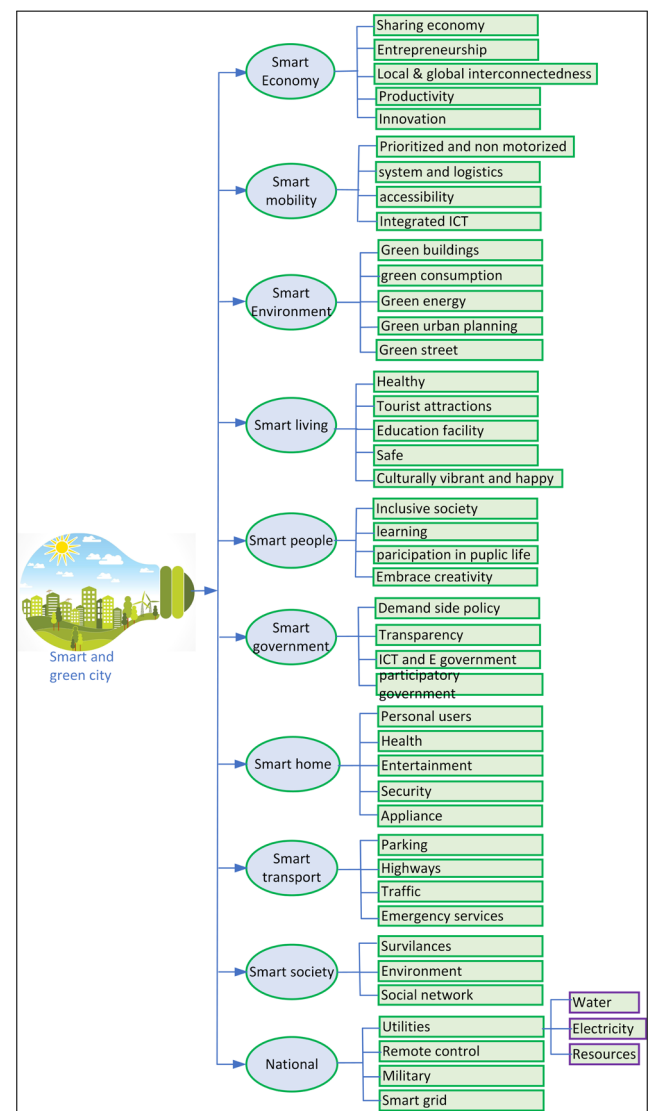 Smart and
green city
Smart
Economy
Sharing economy
Entrepreneurship
Local & global interconnectedness
Productivity
Innovation
Smart
mobility
Prioritized and non motorized
system and logistics
accessibility
Integrated ICT
Smart
Environment
Green buildings
green consumption
Green energy
Green urban planning
Green street
Smart living
Healthy
Tourist attractions
Education facility
Safe
Culturally vibrant and happy
Smart people
Inclusive society
learning
paricipation in puplic life
Embrace creativity
Smart
government
Demand side policy
Transparency
ICT and E government
participatory
government
Smart home
Personal users
Health
Entertainment
Security
Appliance
Smart
transport
Parking
Highways
Traffic
Emergency services
Smart society
Survilances
Environment
Social network
National
Utilities
Remote control
Military
Smart grid
Water
Electricity
Resources